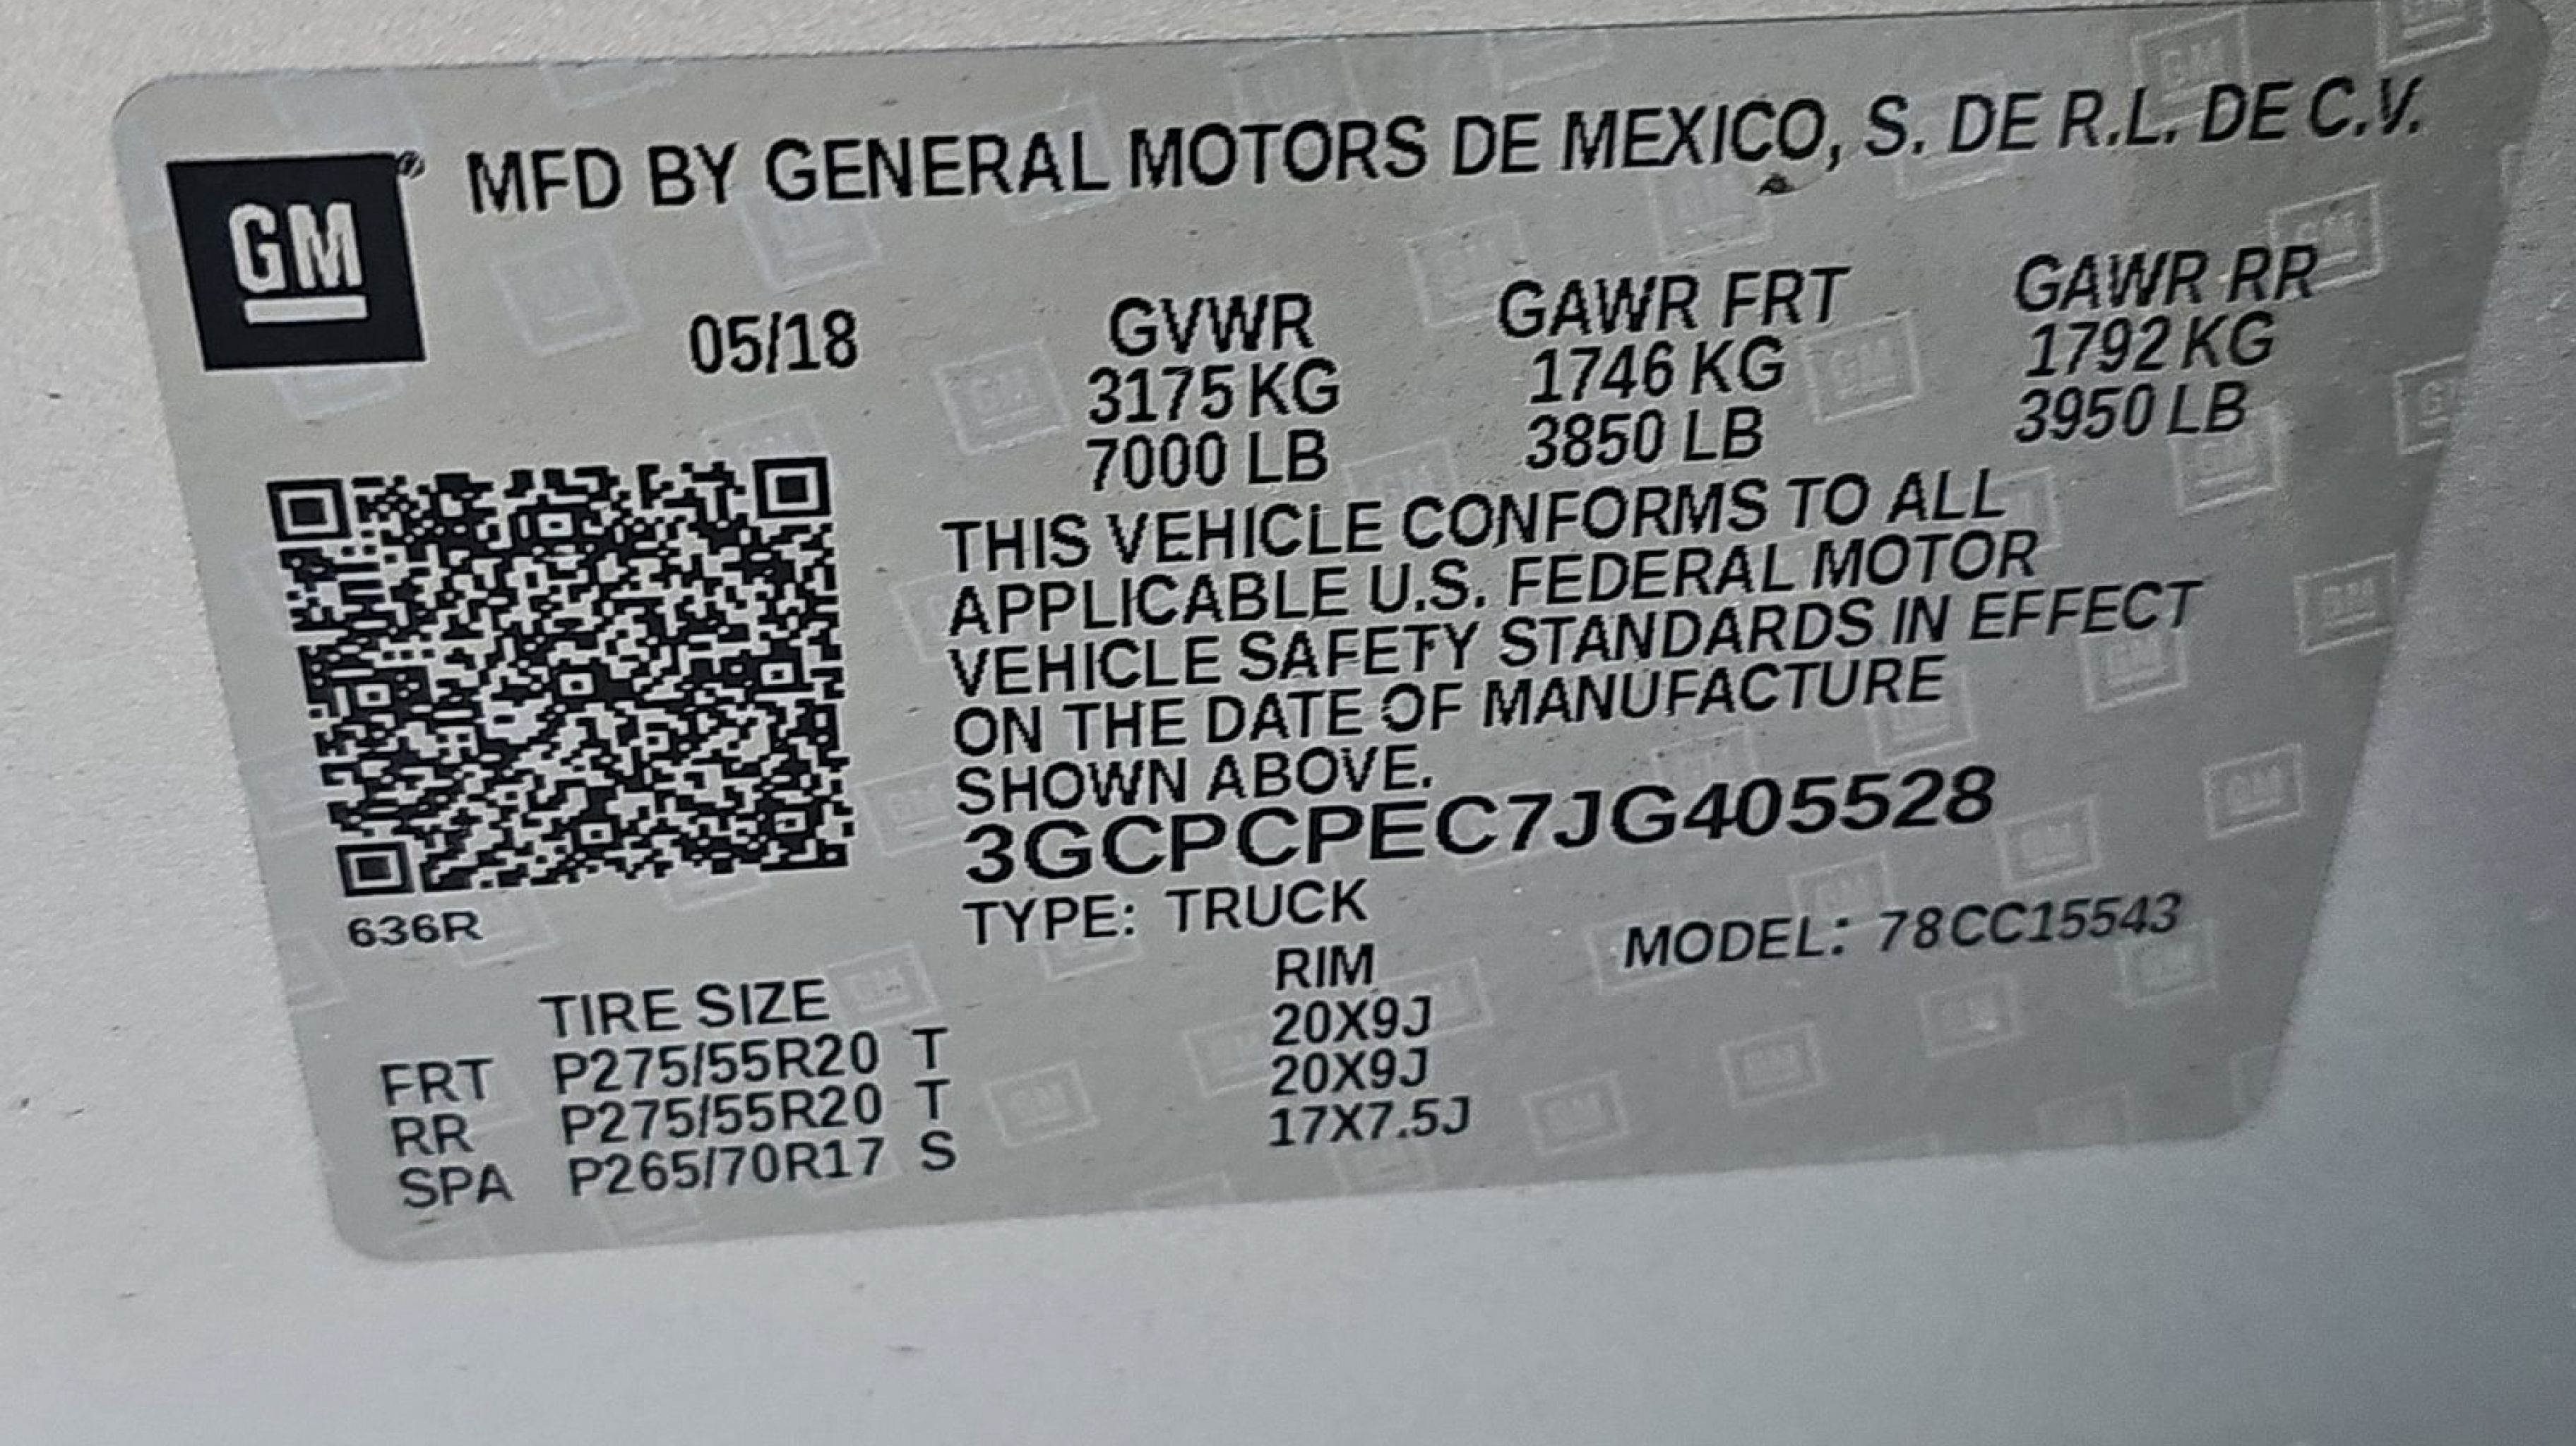 GM
MFD BY GENERAL MOTORS DE MEXICO, S. DE R.L. DE C.V.
05/18
GVWR GAWR FRT GAWR RR
3175 KG 1746 KG 1792 KG
7000 LB 3850 LB 3950 LB
THIS VEHICLE CONFORMS TO ALL
APPLICABLE U.S. FEDERAL MOTOR
VEHICLE SAFETY STANDARDS IN EFFECT
ON THE DATE OF MANUFACTURE
SHOWN ABOVE.
3GCPCPEC7JG405528
636R
TYPE: TRUCK MODEL: 78CC15543
TIRE SIZE RIM
FRT P275/55R20 T 20X9J
RR P275/55R20 T 20X9J
SPA P265/70R17 S 17X7.5J